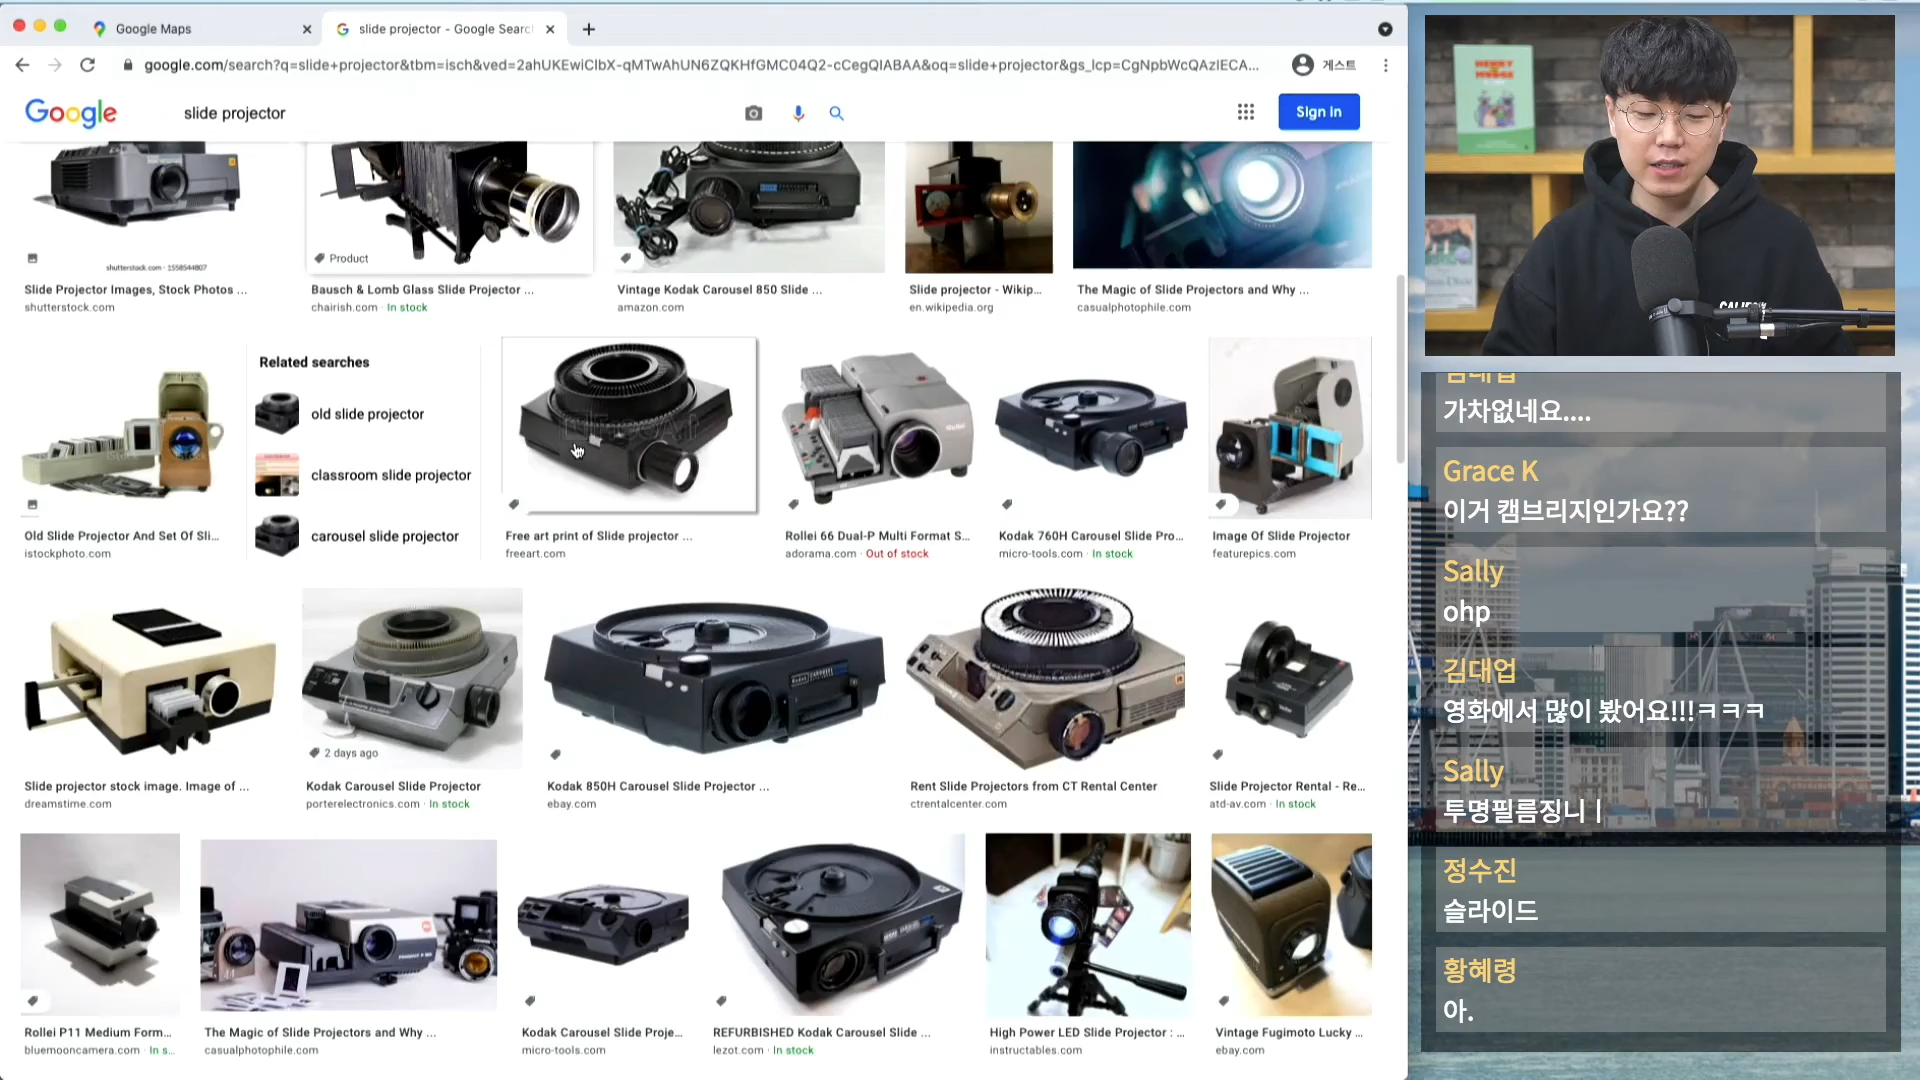 Google Maps
slide projector - Google Searc
google.com/search?q=slide+projector&tbm=isch&ved=2ahUKEwiClbX-qMTwAhUN6ZQKHfGMC04Q2-cCegQIABAA&oq=slide+projector&gs_lcp=CgNpbWcQAzIECA...
게스트
Google
slide projector
Sign in
shutterstock.com · 1558544807
Product
Slide Projector Images, Stock Photos ...
shutterstock.com
Bausch & Lomb Glass Slide Projector ...
chairish.com · In stock
Vintage Kodak Carousel 850 Slide ...
amazon.com
Slide projector - Wikip...
en.wikipedia.org
The Magic of Slide Projectors and Why ...
casualphotophile.com
Old Slide Projector And Set Of Sli...
istockphoto.com
Related searches
old slide projector
classroom slide projector
carousel slide projector
Free art print of Slide projector ...
freeart.com
Rollei 66 Dual-P Multi Format S...
adorama.com · Out of stock
Kodak 760H Carousel Slide Pro...
micro-tools.com · In stock
Image Of Slide Projector
featurepics.com
Slide projector stock image. Image of ...
dreamstime.com
2 days ago
Kodak Carousel Slide Projector
porterelectronics.com · In stock
Kodak 850H Carousel Slide Projector ...
ebay.com
Rent Slide Projectors from CT Rental Center
ctrentalcenter.com
Slide Projector Rental - Re...
atd-av.com · In stock
Rollei P11 Medium Form...
bluemooncamera.com · In s...
The Magic of Slide Projectors and Why ...
casualphotophile.com
Kodak Carousel Slide Proje...
micro-tools.com
REFURBISHED Kodak Carousel Slide ...
lezot.com · In stock
High Power LED Slide Projector : ...
instructables.com
Vintage Fugimoto Lucky ...
ebay.com
HENRY
MUDGE
김대업
가차없네요....
Grace K
이거 캠브리지인가요??
Sally
ohp
김대업
영화에서 많이 봤어요!!!ㅋㅋㅋ
Sally
투명필름징니ㅣ
정수진
슬라이드
황혜령
아.